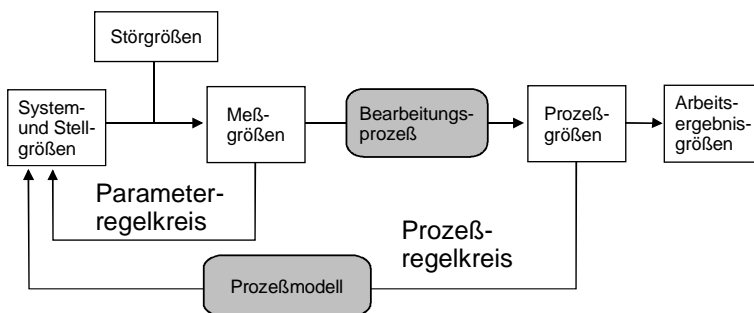 Störgrößen
System-
und Stell-
größen
Meß-
größen
Bearbeitungs-
prozeß
Prozeß-
größen
Arbeits-
ergebnis-
größen
Parameter-
regelkreis
Prozeß-
regelkreis
Prozeßmodell